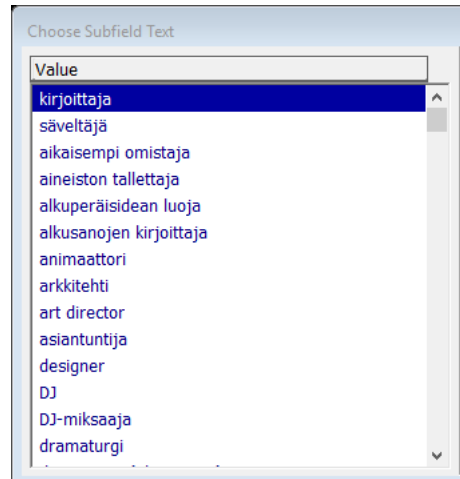 Choose Subfield Text
Value
kirjoittaja
säveltäjä
aikaisempi omistaja
aineiston tallettaja
alkuperäisidean luoja
alkusanojen kirjoittaja
animaattori
arkkitehti
art director
asiantuntija
designer
DJ
DJ-miksaaja
dramaturgi